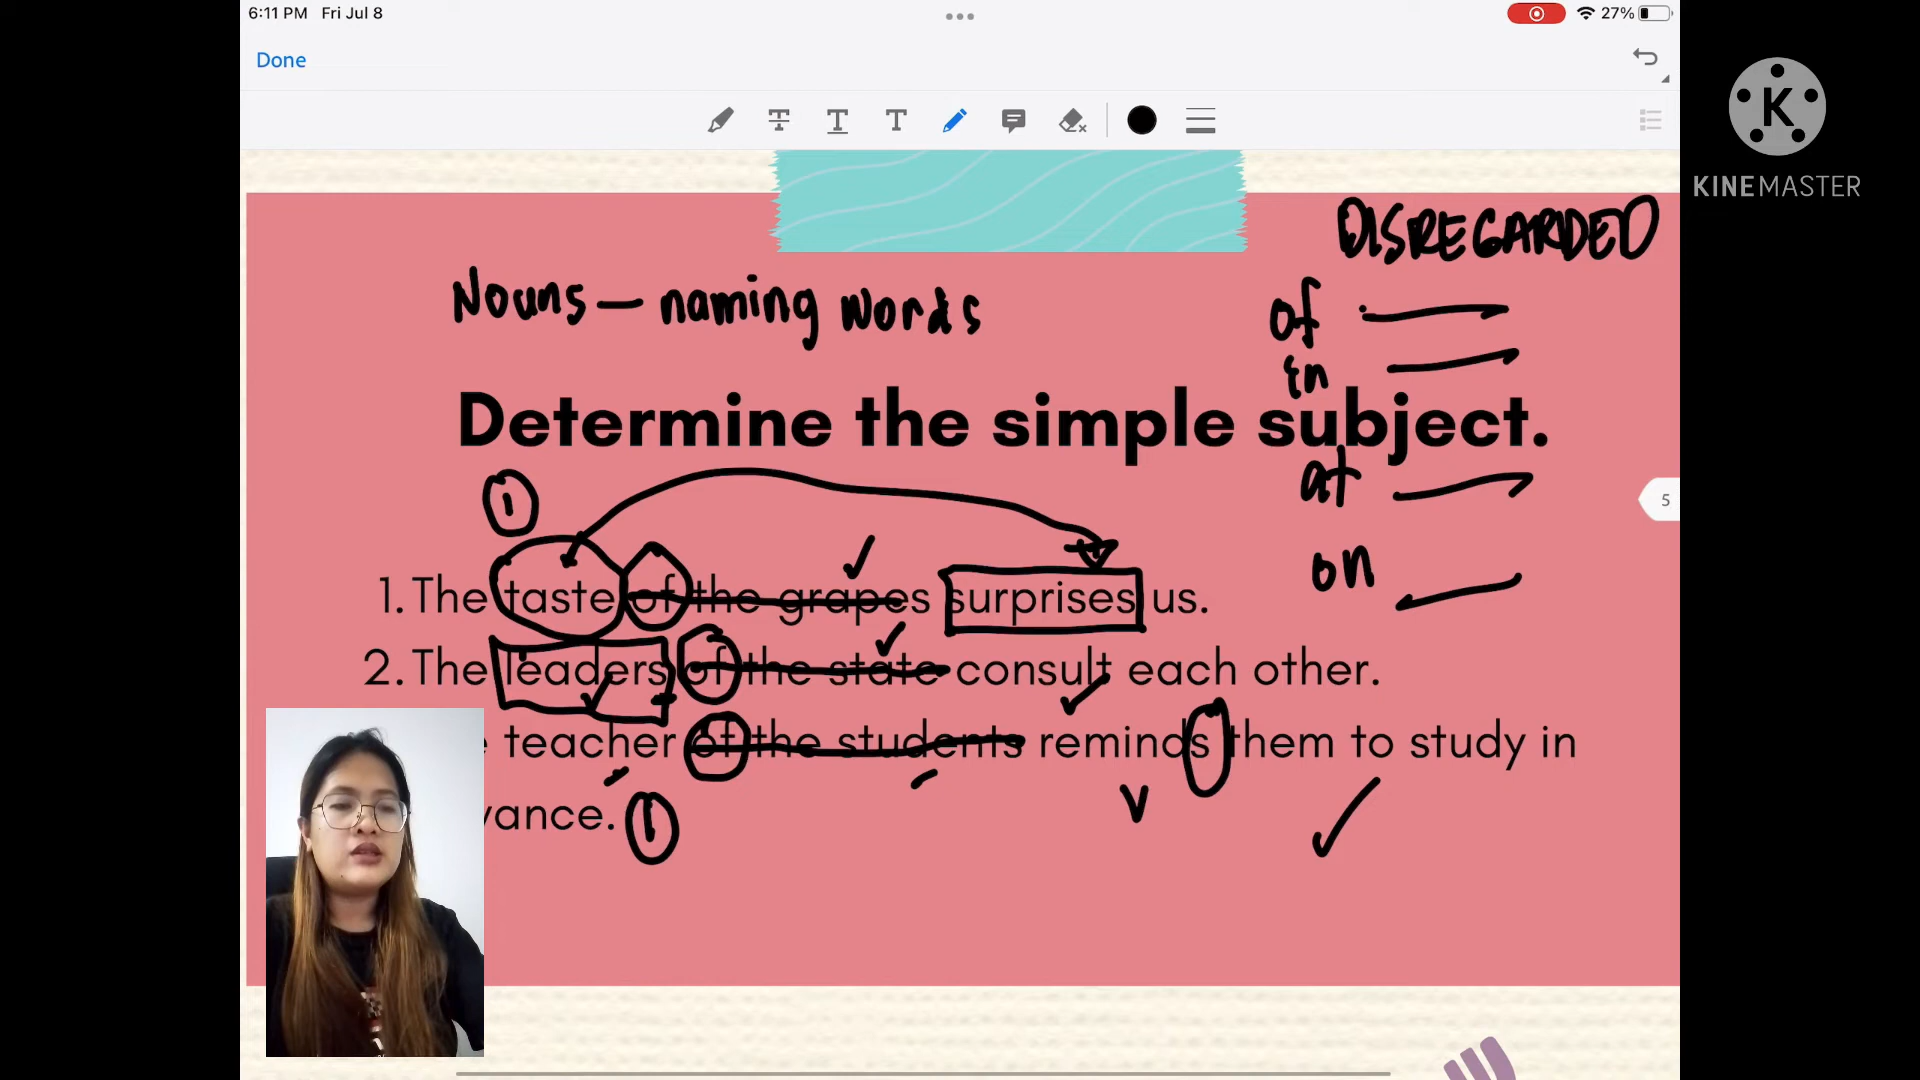 6:11 PM Fri Jul 8
27%
Done
T T T
K
KINEMASTER
DISREGARDED
Nouns — naming words
of
in
Determine the simple subject.
at
5
1
on
1. The taste of the grapes surprises us.
2. The leaders of the state consult each other.
e teacher of the students reminds them to study in
vance. 1
v